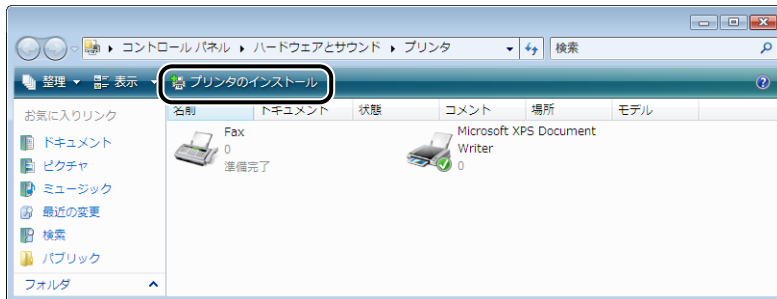 コントロール パネル ハードウェアとサウンド プリンタ 検索
整理 表示 プリンタのインストール
お気に入りリンク
名前 ドキュメント 状態 コメント 場所 モデル
ドキュメント
ピクチャ
ミュージック
最近の変更
検索
パブリック
フォルダ
Fax
0
準備完了
Microsoft XPS Document
Writer
0